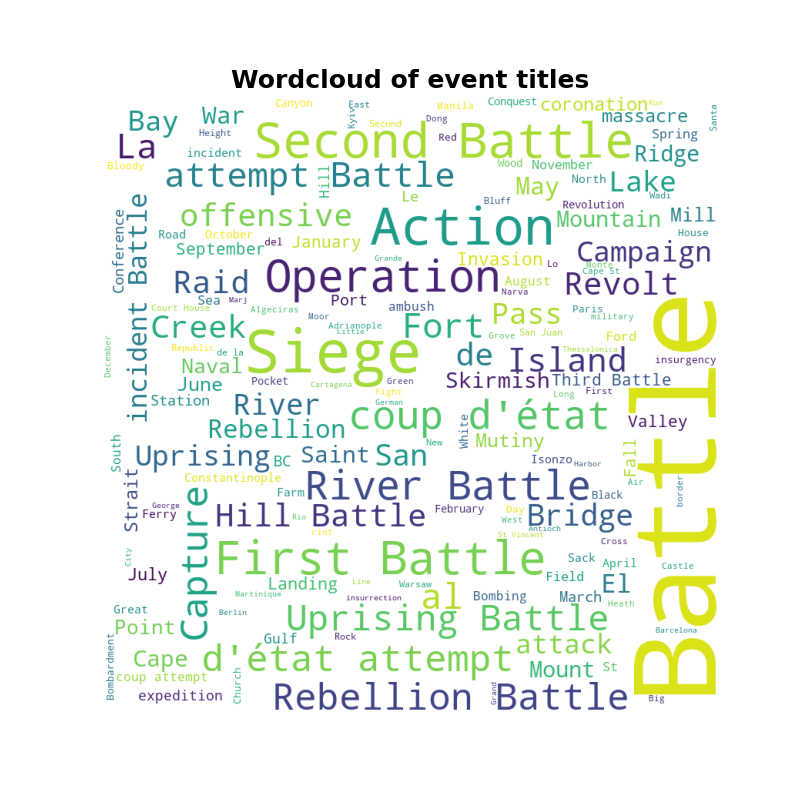 Wordcloud of event titles
Canyon
East
Manila
Conquest
coronation
Run
Santa
Bay
War
Kyiv
Second
Dong
massacre
La
Height
Second Battle
Red
Spring
incident
Ridge
Bloody
attempt Battle
Hill
Wood
November
North
Lake
Le
May
Bluff
Revolution
Wadi
Conference
incident Battle
offensive
Action
Mountain
Mill
Road
October
House
September
del
January
Campaign
Grande
Invasion
Lo
Monte
Cape St
Raid
Operation
August
Revolt
Sea
Marj
Port
ambush
Narva
Court House
Algeciras
Moor
Pass
Paris
military
Creek
Adrianople
Little
Fort
Grove
San Juan
Ford
December
Republic
de la
Siege
de
Island
Thessalonica
insurgency
Battle
Naval
June
Pocket
Cartagena
Green
Skirmish
Third Battle
Fight
Long
First
Station
River
German
coup d'état
White
Valley
Rebellion
New
Mutiny
South
Uprising
BC
Saint
San
Isonzo
Harbor
Fall
Strait
Constantinople
Air
border
Farm
River Battle
Black
George
Ferry
Capture
Hill Battle
Rio
February
Day
West
Bridge
Antioch
riot
St Vincent
Cross
City
First Battle
Sack
April
Castle
July
Landing
Line
Warsaw
Field
El
Martinique
insurrection
al
Bombing
March
Heath
Great
Berlin
Point
Uprising Battle
Barcelona
Gulf
Rock
attack
Bombardment
Cape
d'état attempt
Mount
St
coup attempt
Church
expedition
Rebellion Battle
Grand
Big